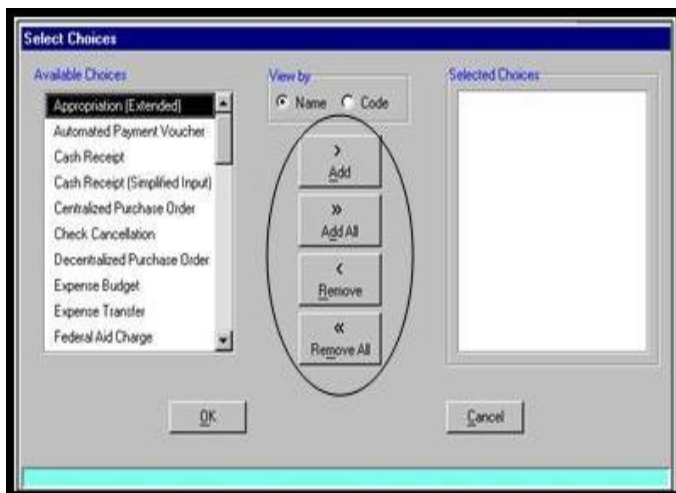 Select Choices
Available Choices
Appropriation (Extended)
Automated Payment Voucher
Cash Receipt
Cash Receipt (Simplified Input)
Centralized Purchase Order
Check Cancellation
Decentralized Purchase Order
Expense Budget
Expense Transfer
Federal Aid Charge
View by
Name Code
>
Add
»
Add All
<
Remove
«
Remove All
Selected Choices
OK
Cancel